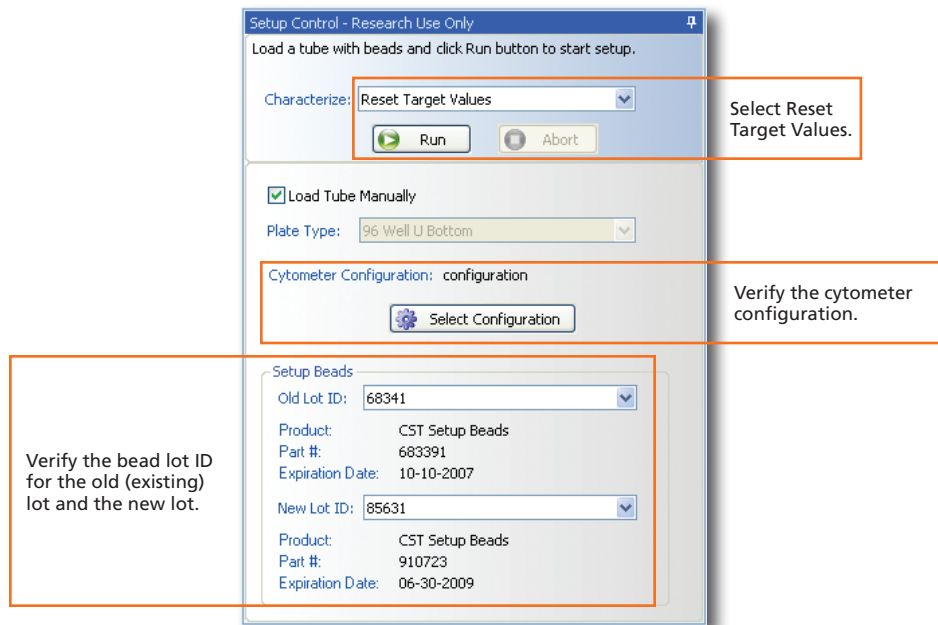 Setup Control - Research Use Only
Load a tube with beads and click Run button to start setup.
Characterize: Reset Target Values
Run Abort
Select Reset
Target Values.
Load Tube Manually
Plate Type: 96 Well U Bottom
Cytometer Configuration: configuration
Select Configuration
Verify the cytometer
configuration.
Setup Beads
Old Lot ID: 68341
Product: CST Setup Beads
Part #: 683391
Expiration Date: 10-10-2007
New Lot ID: 85631
Product: CST Setup Beads
Part #: 910723
Expiration Date: 06-30-2009
Verify the bead lot ID
for the old (existing)
lot and the new lot.